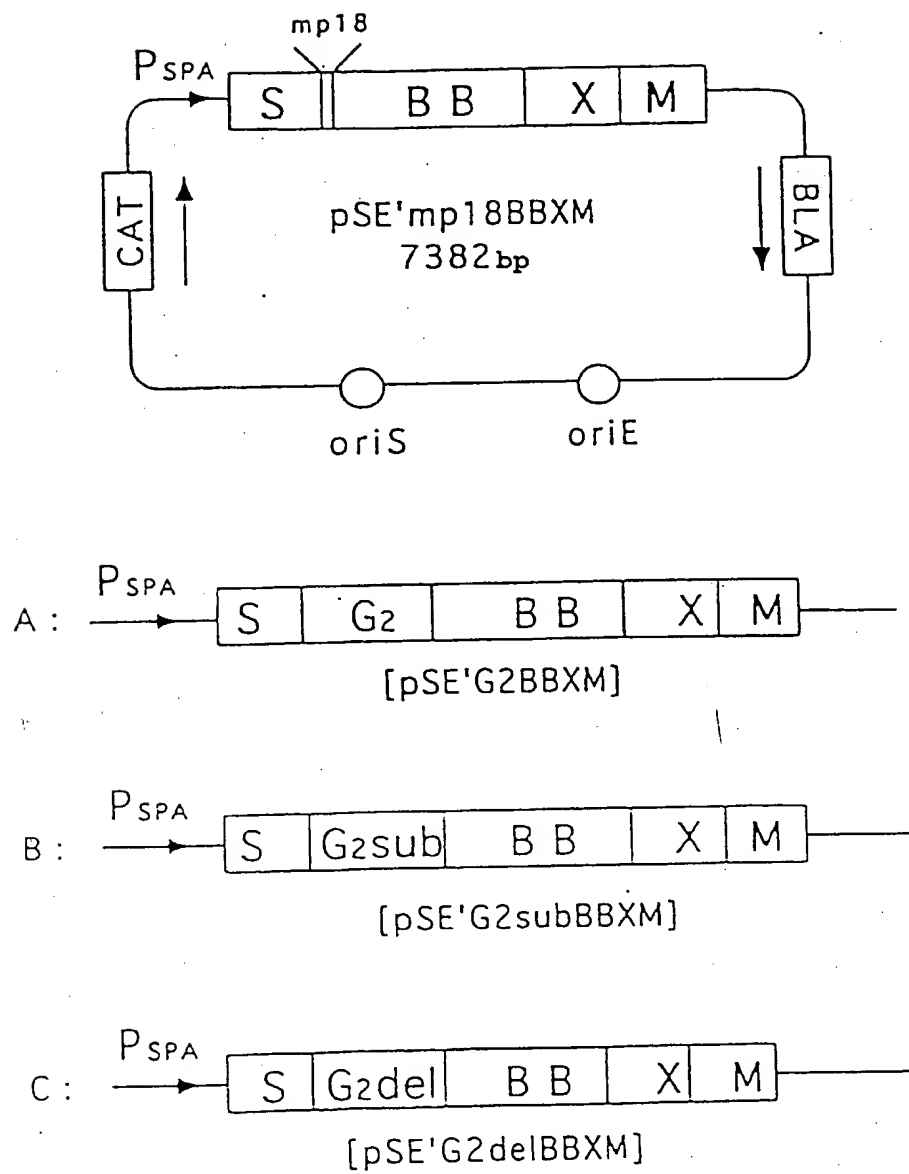 mp18
PSPA
S BB X M
CAT
BLA
pSE'mp18BBXM
7382bp
oriS
oriE
PSPA
A: S G2 BB X M
[pSE'G2BBXM]
PSPA
B: S G2sub BB X M
[pSE'G2subBBXM]
PSPA
C: S G2del BB X M
[pSE'G2delBBXM]